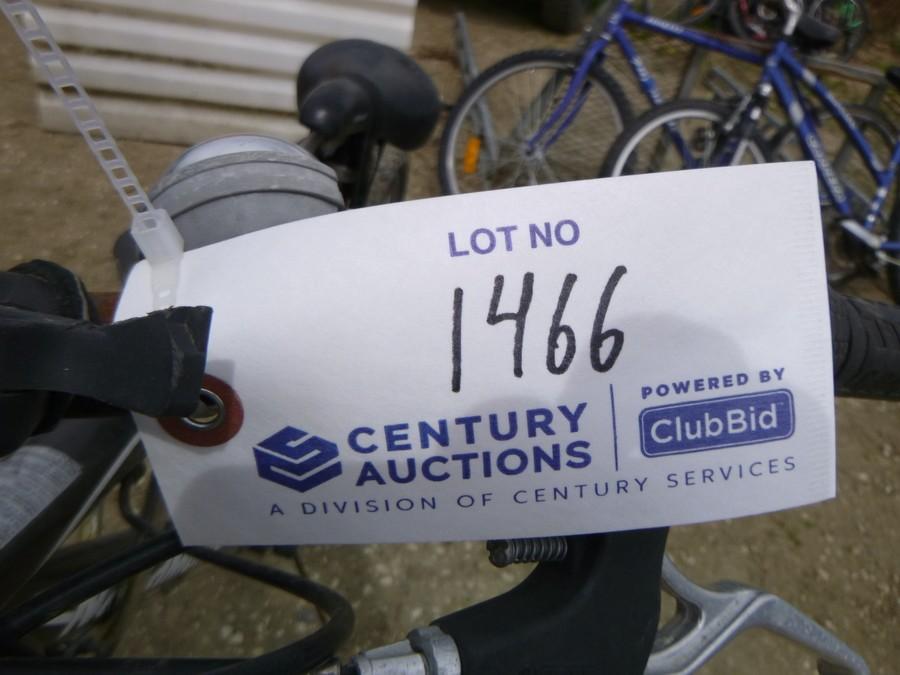 LOT NO
1466
CENTURY
AUCTIONS
A DIVISION OF CENTURY SERVICES
POWERED BY
ClubBid